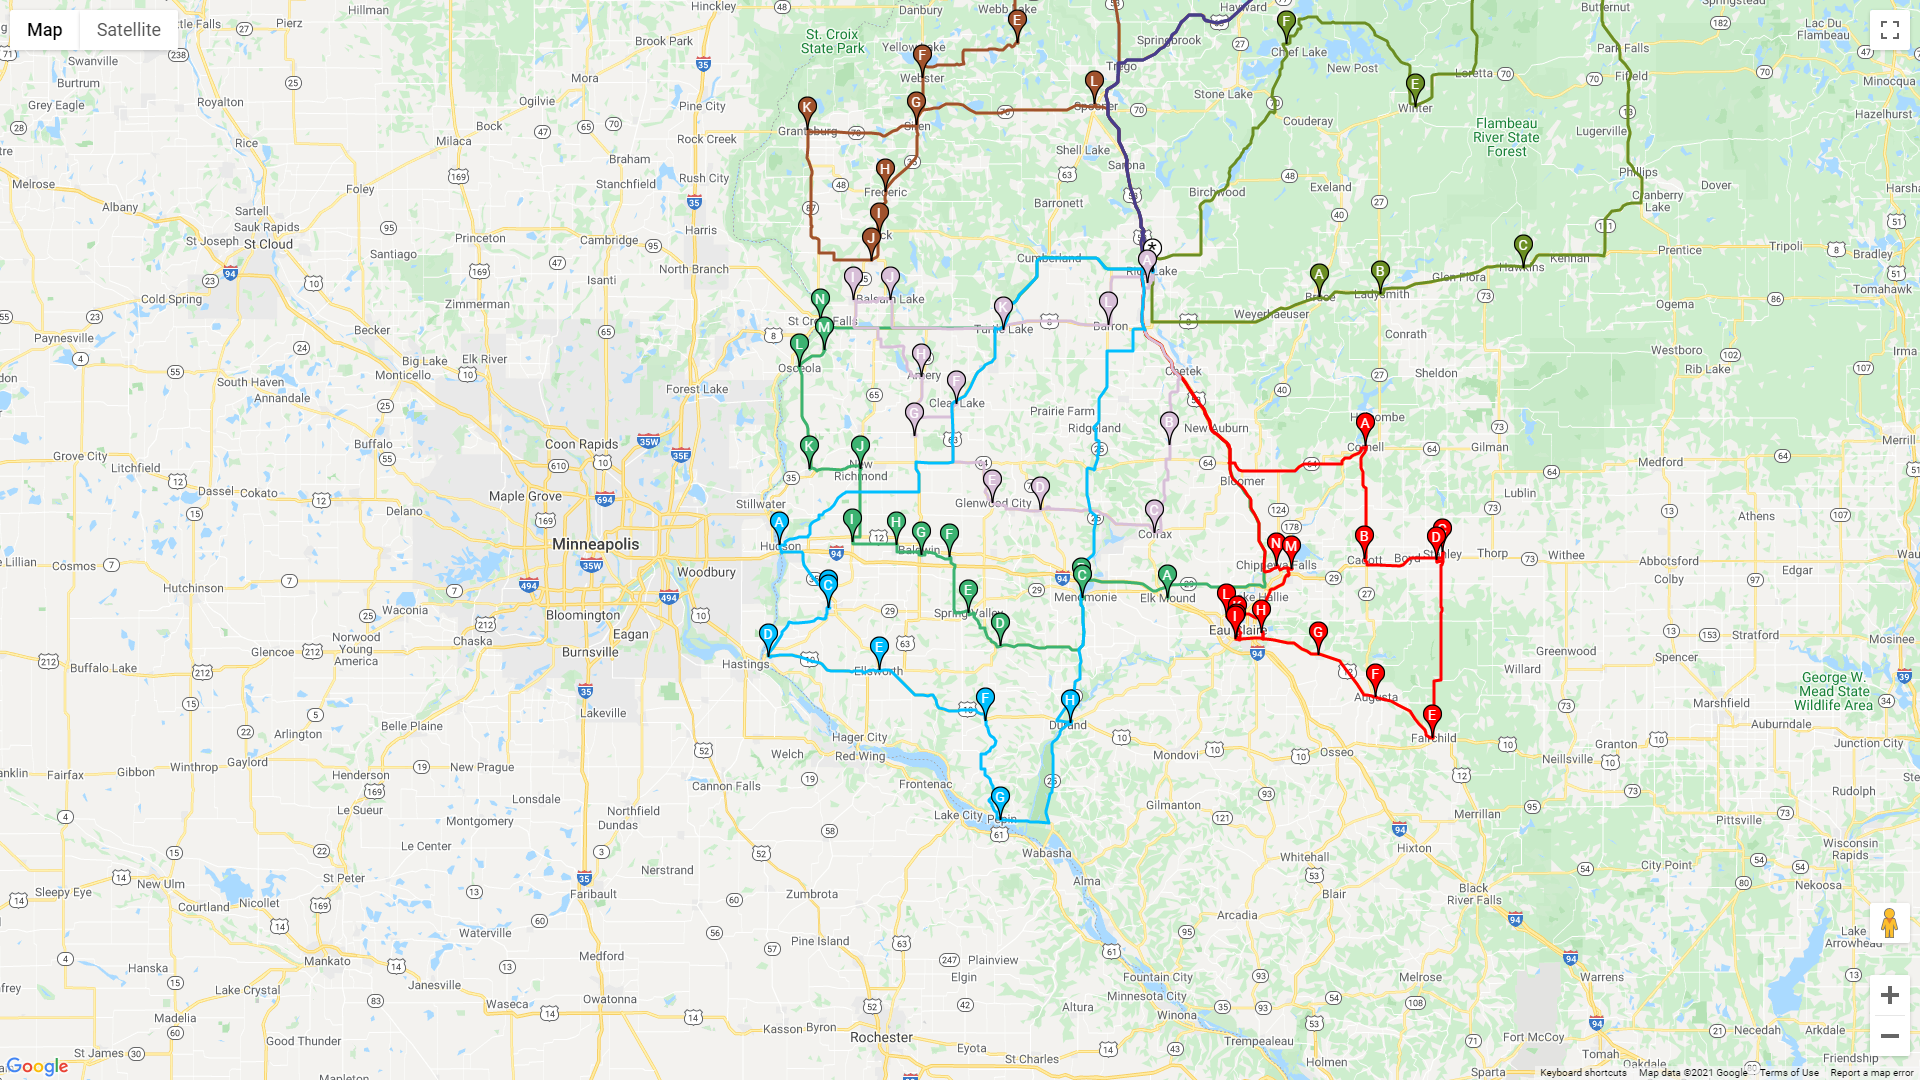 Map
Satellite
Hillman
Hinckley
Danbury
Webb Lake
Hayward
Butternut
Springstead
Pierz
Brook Park
St. Croix
State Park
Yellow Lake
Springbrook
Chief Lake
Park Falls
Lac Du
Flambeau
Swanville
Burtrum
Mora
Webster
Trego
New Post
Loretta
Fifield
Minocqua
Grey Eagle
Royalton
Ogilvie
Pine City
Spooner
Stone Lake
Winter
Hazelhurst
Bock
Rock Creek
Grantsburg
Siren
Couderay
Flambeau
River State
Forest
Lugerville
Rice
Milaca
Braham
Shell Lake
Sarona
Melrose
Foley
Stanchfield
Rush City
Frederic
Birchwood
Exeland
Phillips
Dover
Albany
Sartell
Sauk Rapids
Barronett
Cranberry
Lake
St Joseph
St Cloud
Princeton
Cambridge
Harris
Santiago
Cumberland
Rice Lake
Prentice
Tripoli
Isanti
North Branch
Hawkins
Kennan
Bradley
Glen Flora
Tomahawk
Cold Spring
Zimmerman
Balsam Lake
Bruce
Ladysmith
Ogema
Becker
St Croix Falls
Turtle Lake
Barron
Weyerhaeuser
Paynesville
Big Lake
Elk River
Conrath
Monticello
Westboro
Irma
South Haven
Annandale
Forest Lake
Osceola
Amery
Chetek
Sheldon
Rib Lake
Clear Lake
Prairie Farm
Holcombe
Buffalo
Coon Rapids
Ridgeland
New Auburn
Cornell
Gilman
Merrill
Grove City
Litchfield
New
Richmond
Medford
Dassel
Cokato
Maple Grove
Stillwater
Glenwood City
Bloomer
Lublin
Delano
Athens
Minneapolis
Hudson
Baldwin
Colfax
Cadott
Boyd
Stanley
Thorp
Withee
Abbotsford
Colby
Edgar
Cosmos
Woodbury
Chippewa Falls
Hutchinson
Waconia
Bloomington
Spring Valley
Menomonie
Elk Mound
Lake Hallie
Eagan
Eau Claire
Spencer
Stratford
Mosinee
Norwood
Young
America
Chaska
Greenwood
Buffalo Lake
Glencoe
Burnsville
Hastings
Ellsworth
Willard
George W.
Mead State
Wildlife Area
Augusta
Lakeville
Durand
Marshfield
Belle Plaine
Fairchild
Auburndale
Arlington
Hager City
Mondovi
Osseo
Granton
Junction City
Gaylord
Welch
Red Wing
Neillsville
Fairfax
Gibbon
Winthrop
Henderson
New Prague
Cannon Falls
Frontenac
Le Sueur
Lonsdale
Northfield
Dundas
Lake City
Pepin
Gilmanton
Merrillan
Rudolph
Montgomery
Pittsville
Le Center
Wabasha
Whitehall
Hixton
City Point
Wisconsin
Rapids
Sleepy Eye
New Ulm
St Peter
Nerstrand
Alma
Nekoosa
Courtland
Nicollet
Faribault
Zumbrota
Blair
Black
River Falls
Arcadia
Waterville
Pine Island
Lake
Arrowhead
Mankato
Medford
Plainview
Hanska
Elgin
Fountain City
Melrose
Warrens
Lake Crystal
Janesville
Waseca
Owatonna
Minnesota City
Altura
Winona
Madelia
Kasson
Byron
Rochester
Fort McCoy
Necedah
Arkdale
Good Thunder
Eyota
Trempealeau
St James
St Charles
Holmen
Tomah
Oakdale
Friendship
Mapleton
Sparta
Google
Keyboard shortcuts
Map data ©2021 Google
Terms of Use
Report a map error